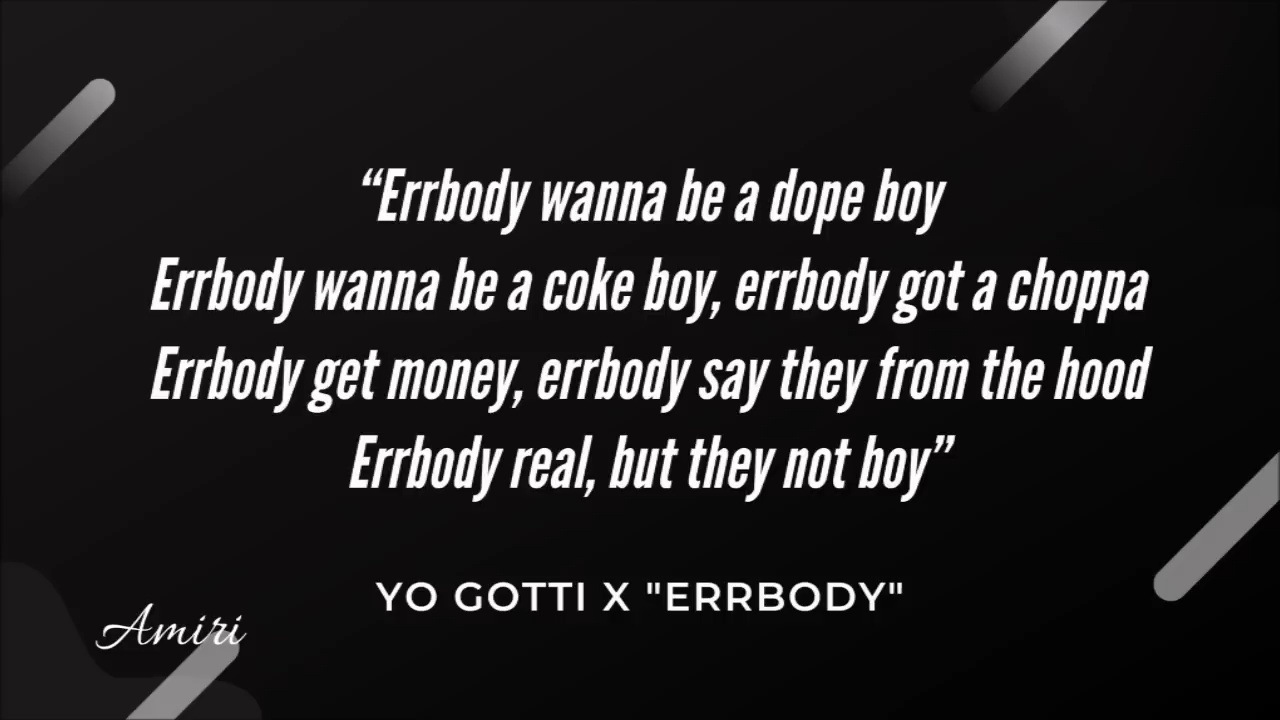 “Errbody wanna be a dope boy
Errbody wanna be a coke boy, errbody got a choppa
Errbody get money, errbody say they from the hood
Errbody real, but they not boy”
YO GOTTI X "ERRBODY"
Amiri